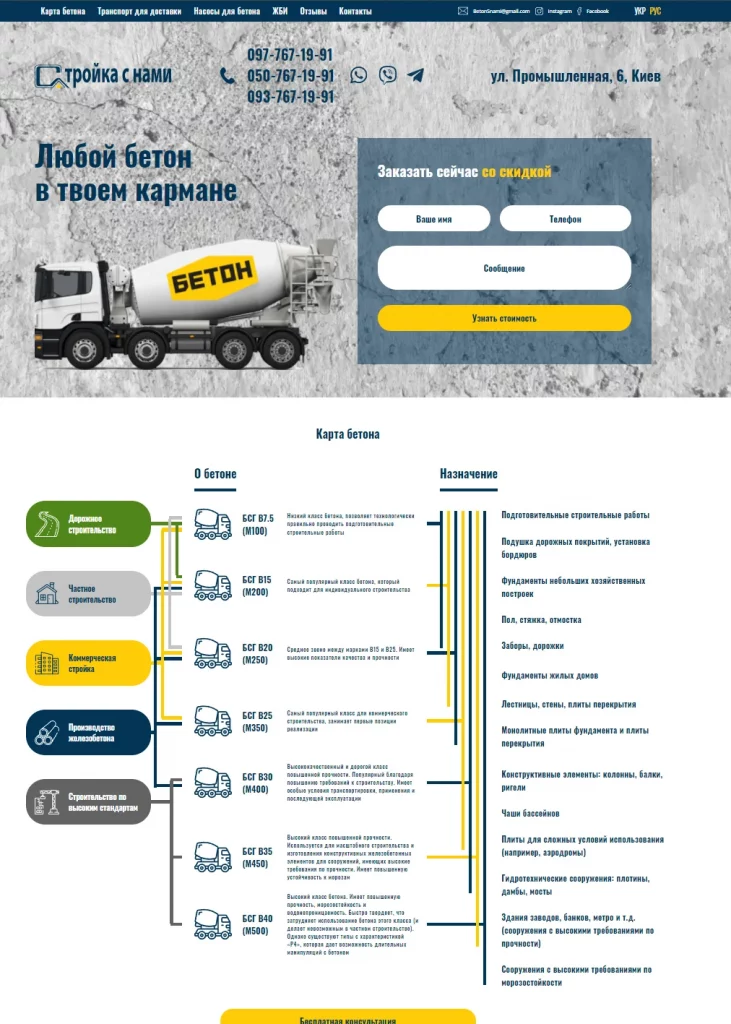 Карта бетона Транспорт для доставки Насосы для бетона ЖБИ Отзывы Контакты BetonSnami@gmail.com Instagram Facebook УКР РУС
тройка с нами
097-767-19-91
050-767-19-91
093-767-19-91
ул. Промышленная, 6, Киев
Любой бетон
в твоем кармане
БЕТОН
Заказать сейчас со скидкой
Ваше имя Телефон
Сообщение
Узнать стоимость
Карта бетона
О бетоне Назначение
Дорожное
строительство
Частное
строительство
Коммерческая
стройка
Производство
железобетона
Строительство по
высоким стандартам
БСГ В7.5
(М100)
Низкий класс бетона, позволяет технологически
правильно проводить подготовительные
строительные работы
БСГ В15
(М200)
Самый популярный класс бетона, который
подходит для индивидуального строительства
БСГ В20
(М250)
Среднее звено между марками В15 и В25. Имеет
высокие показатели качества и прочности
БСГ В25
(М350)
Самый популярный класс для коммерческого
строительства, занимает первые позиции
реализации
БСГ В30
(М400)
Высококачественный и дорогой класс
повышенной прочности. Популярный благодаря
повышению требований к строительству. Имеет
особые условия транспортировки, применения и
последующей эксплуатации
БСГ В35
(М450)
Высокий класс повышенной прочности.
Используется для масштабного строительства и
изготовления конструктивных железобетонных
элементов для сооружений, имеющих высокие
требования по прочности. Имеет повышенную
устойчивость к морозам
БСГ В40
(М500)
Высокий класс бетона. Имеет повышенную
прочность, морозостойкость и
водонепроницаемость. Быстро твердеет, что
затрудняет использование бетона этого класса (и
делает невозможным в частном строительстве).
Однако существуют типы с характеристикой
«Р4», которая дает возможность длительных
манипуляций с бетоном
Подготовительные строительные работы
Подушка дорожных покрытий, установка
бордюров
Фундаменты небольших хозяйственных
построек
Пол, стяжка, отмостка
Заборы, дорожки
Фундаменты жилых домов
Лестницы, стены, плиты перекрытия
Монолитные плиты фундамента и плиты
перекрытия
Конструктивные элементы: колонны, балки,
ригели
Чаши бассейнов
Плиты для сложных условий использования
(например, аэродромы)
Гидротехнические сооружения: плотины,
дамбы, мосты
Здания заводов, банков, метро и т.д.
(сооружения с высокими требованиями по
прочности)
Сооружения с высокими требованиями по
морозостойкости
Бесплатная консультация